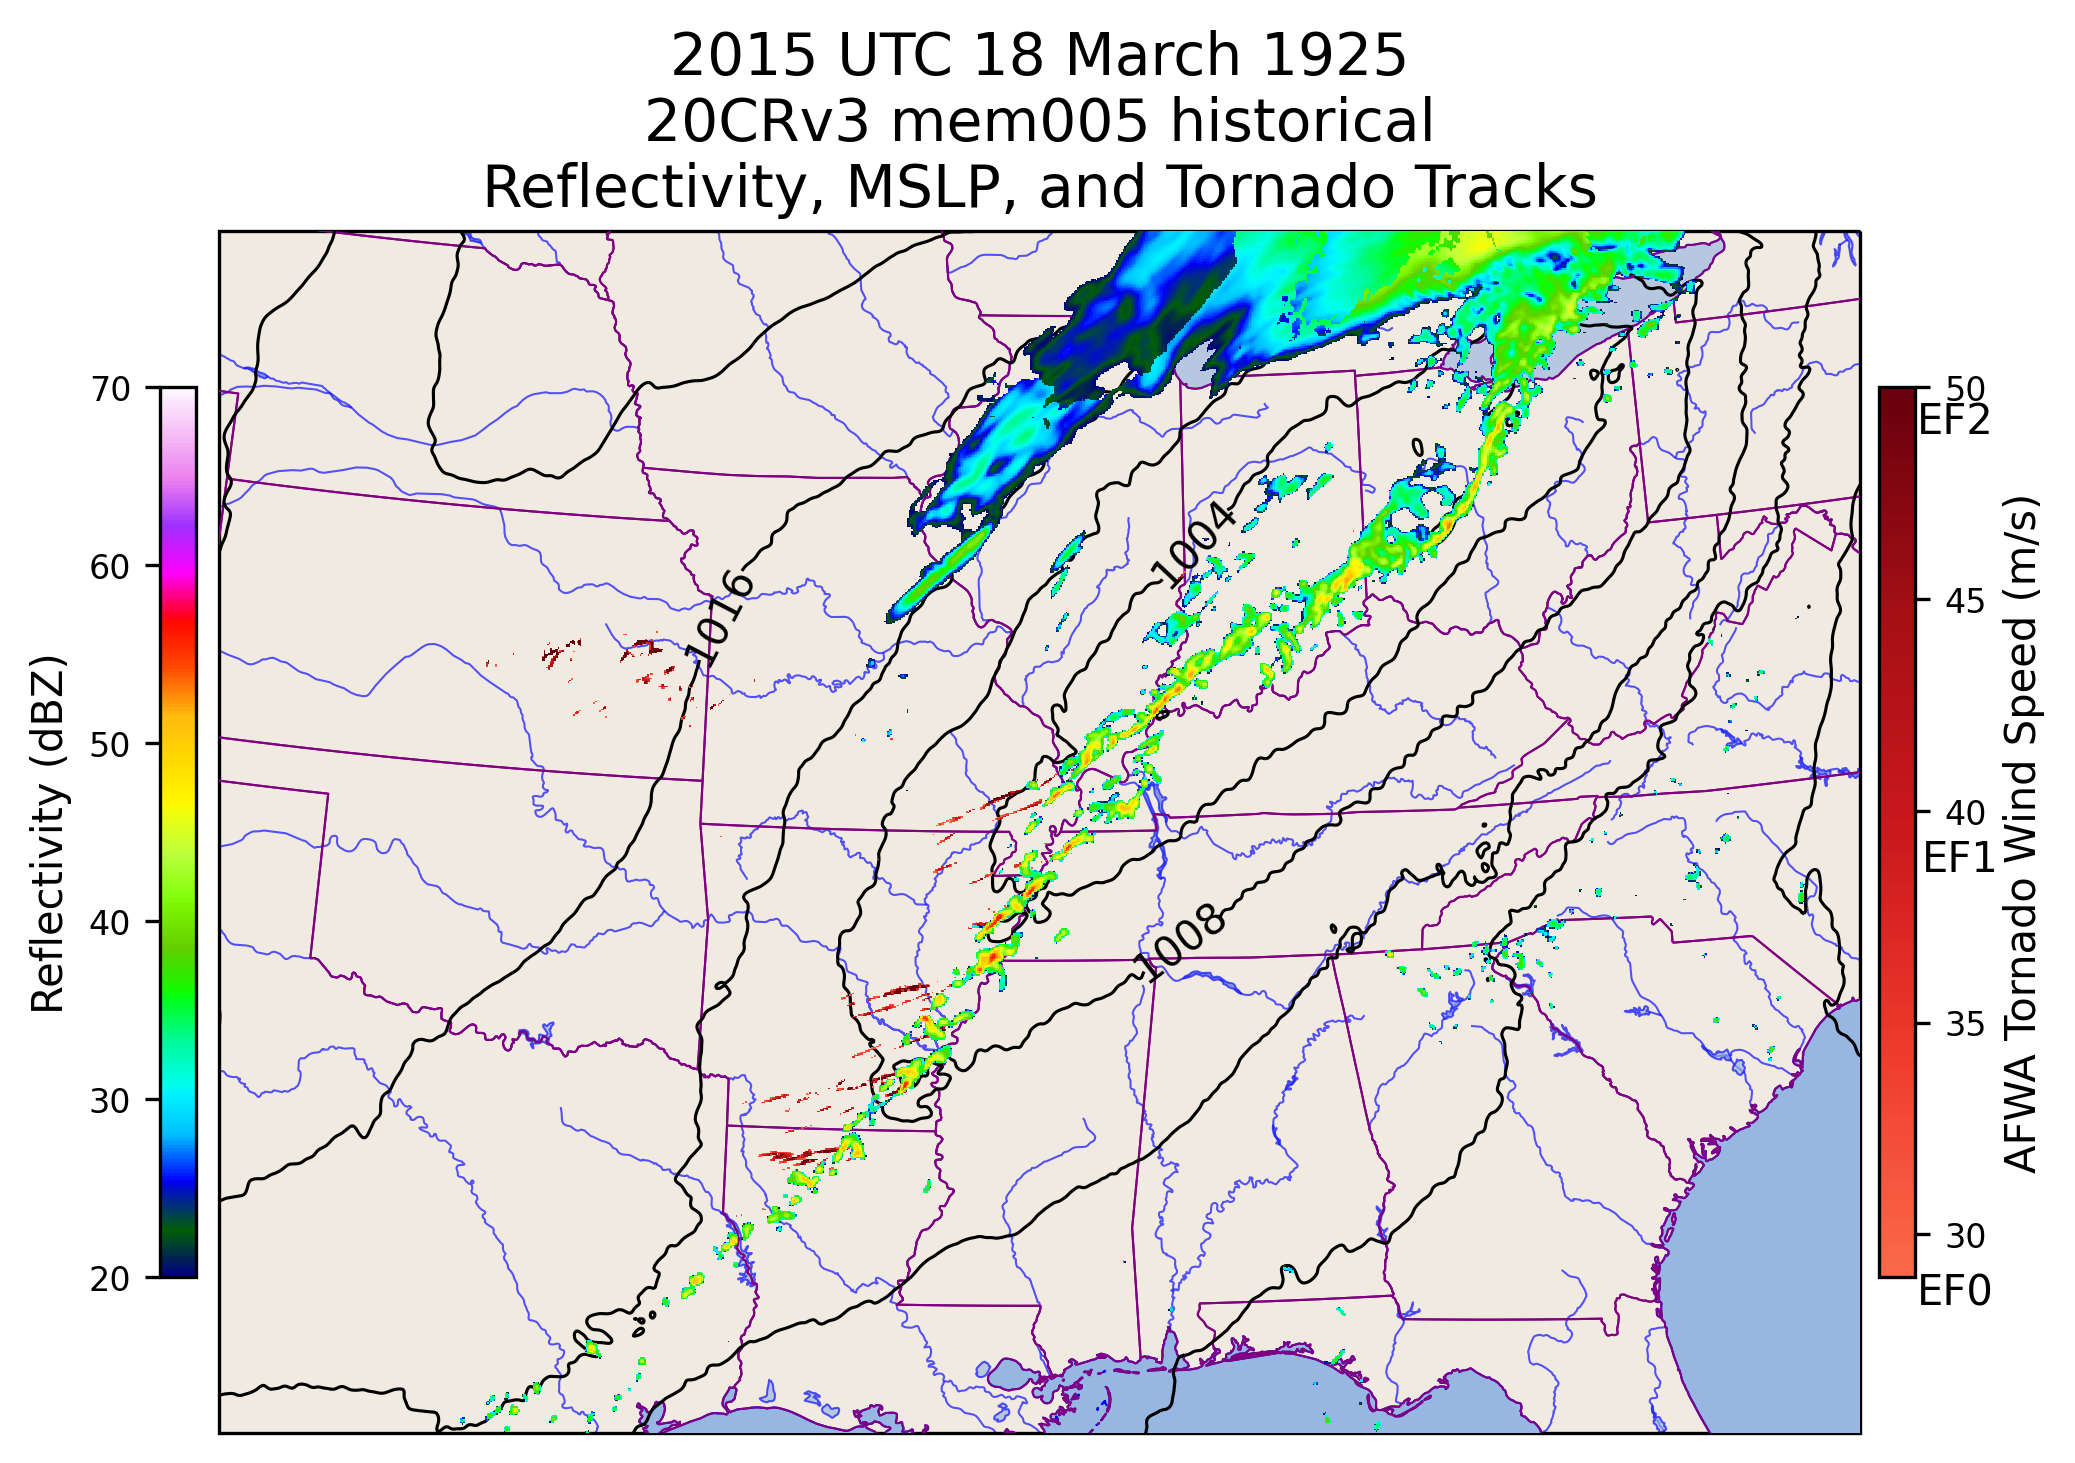 2015 UTC 18 March 1925
20CRv3 mem005 historical
Reflectivity, MSLP, and Tornado Tracks
Reflectivity (dBZ)
70
60
50
40
30
20
1016
1004
1008
50
EF2
45
40
EF1
35
30
EF0
AFWA Tornado Wind Speed (m/s)